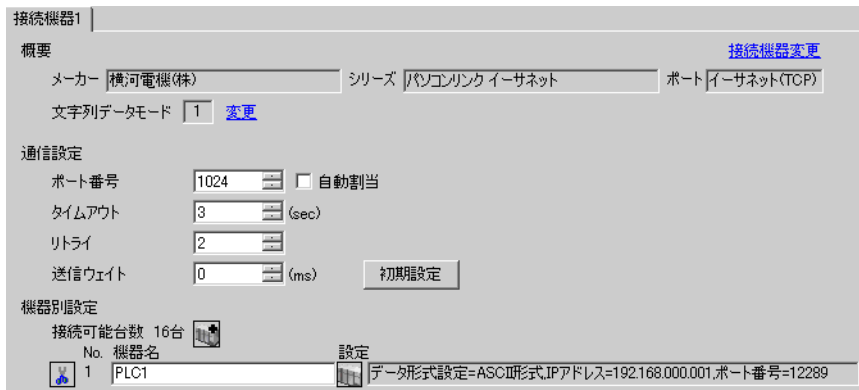 接続機器1
概要
接続機器変更
メーカー 横河電機(株) シリーズ パソコンリンク イーサネット ポート イーサネット(TCP)
文字列データモード 1 変更
通信設定
ポート番号 1024 自動割当
タイムアウト 3 (sec)
リトライ 2
送信ウェイト 0 (ms) 初期設定
機器別設定
接続可能台数 16台
No. 機器名 設定
1 PLC1 データ形式設定=ASCII形式,IPアドレス=192.168.000.001,ポート番号=12289